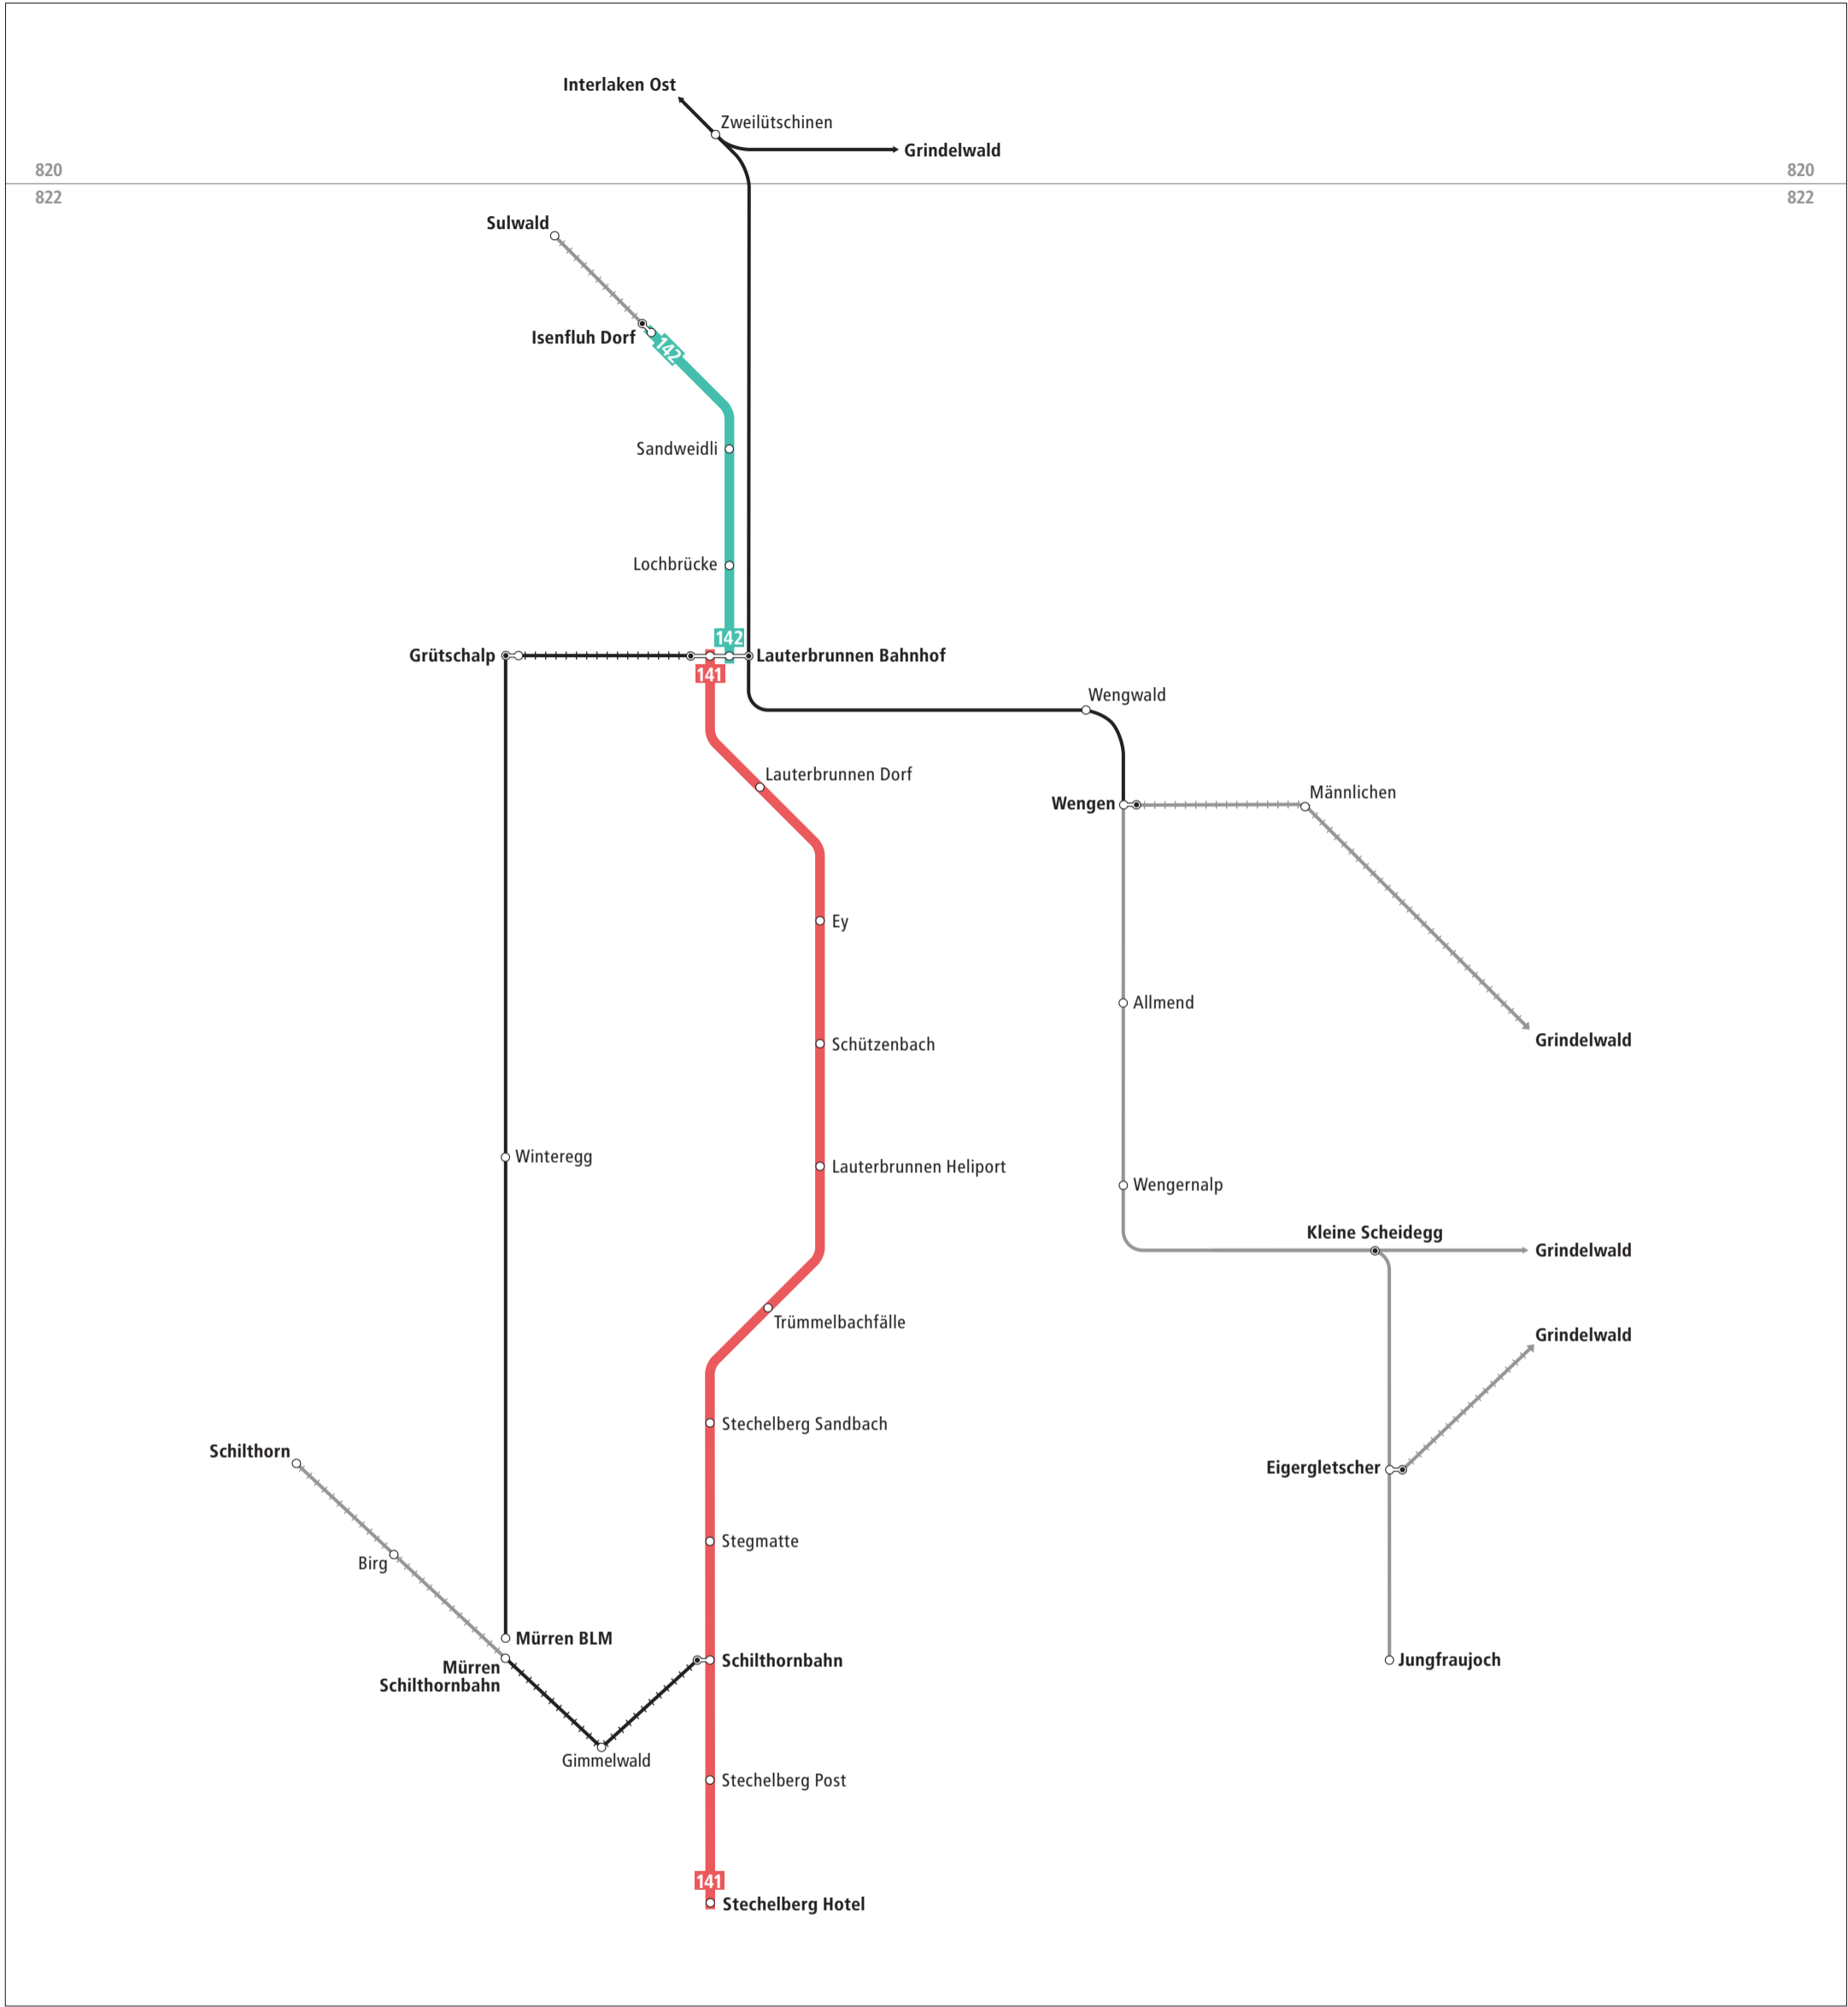 Interlaken Ost
Zweilütschinen
Grindelwald
820
820
822
822
Sulwald
Isenfluh Dorf
142
Sandweidli
Lochbrücke
142
Grütschalp
Lauterbrunnen Bahnhof
141
Wengwald
Lauterbrunnen Dorf
Männlichen
Wengen
Ey
Allmend
Grindelwald
Schützenbach
Winteregg
Lauterbrunnen Heliport
Wengernalp
Kleine Scheidegg
Grindelwald
Trümmelbachfälle
Grindelwald
Stechelberg Sandbach
Schilthorn
Eigergletscher
Stegmatte
Birg
Mürren BLM
Mürren
Schilthornbahn
Schilthornbahn
Jungfraujoch
Gimmelwald
Stechelberg Post
141
Stechelberg Hotel